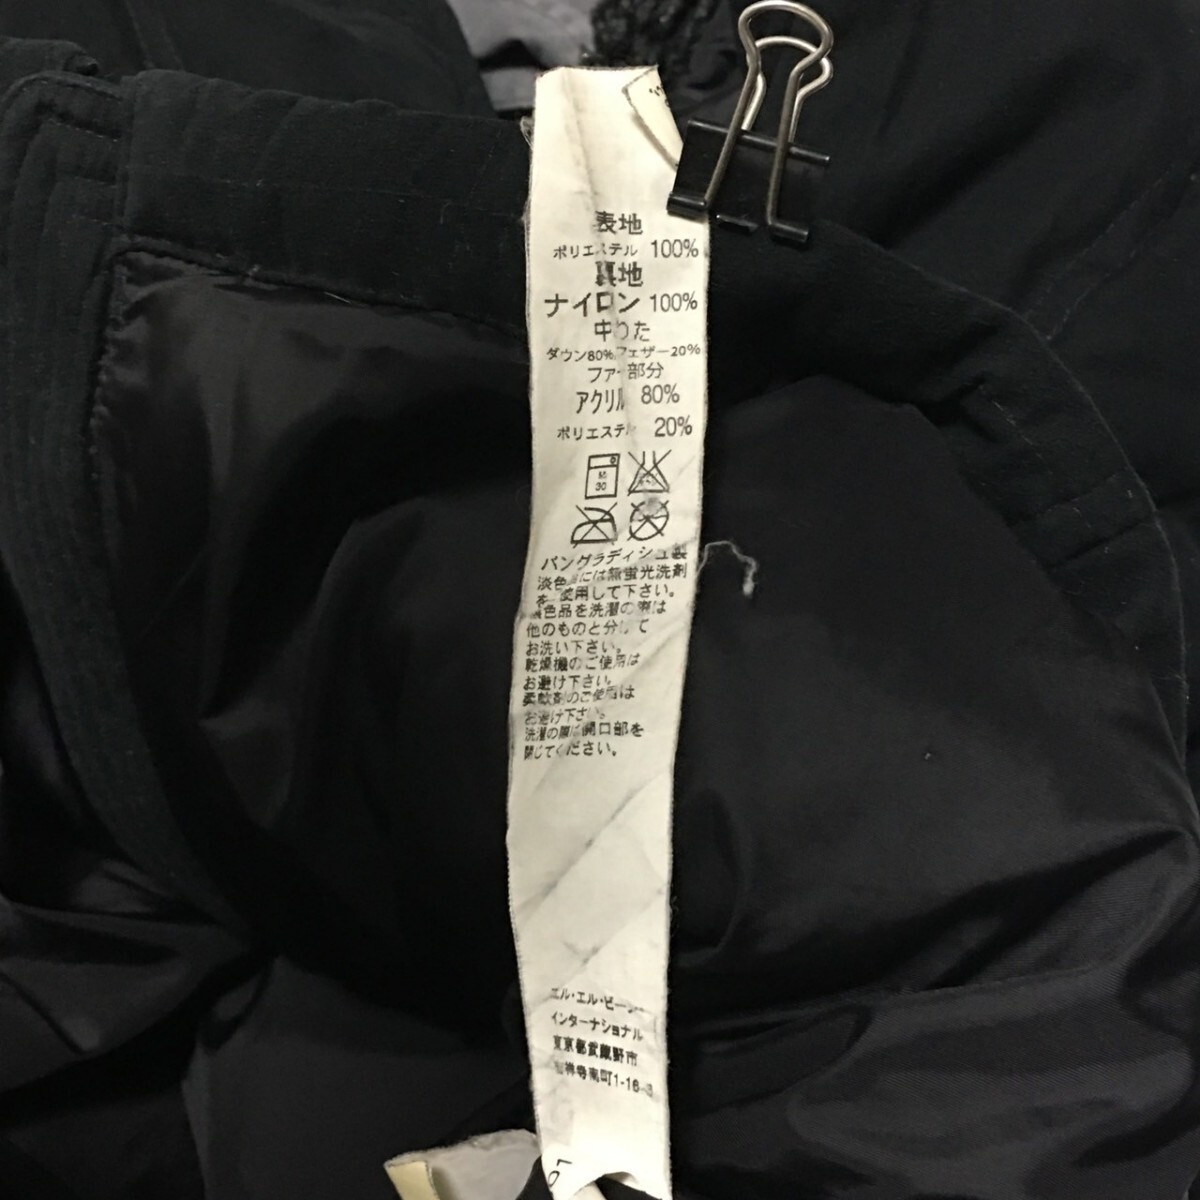 表地
ポリエステル 100%
裏地
ナイロン 100%
中わた
ダウン80%フェザー20%
ファー部分
アクリル 80%
ポリエステル 20%
M
30
バングラディシュ製
淡色には無蛍光洗剤
を使用して下さい。
色品を洗濯の際は
他のものと分けて
お洗い下さい。
乾燥機のご使用は
お避け下さい。
柔軟剤のご使用は
お避け下さい。
洗濯の際は開口部を
閉じてください。
エル・エル・ビーン
インターナショナル
東京都武蔵野市
吉祥寺南町1-16-3